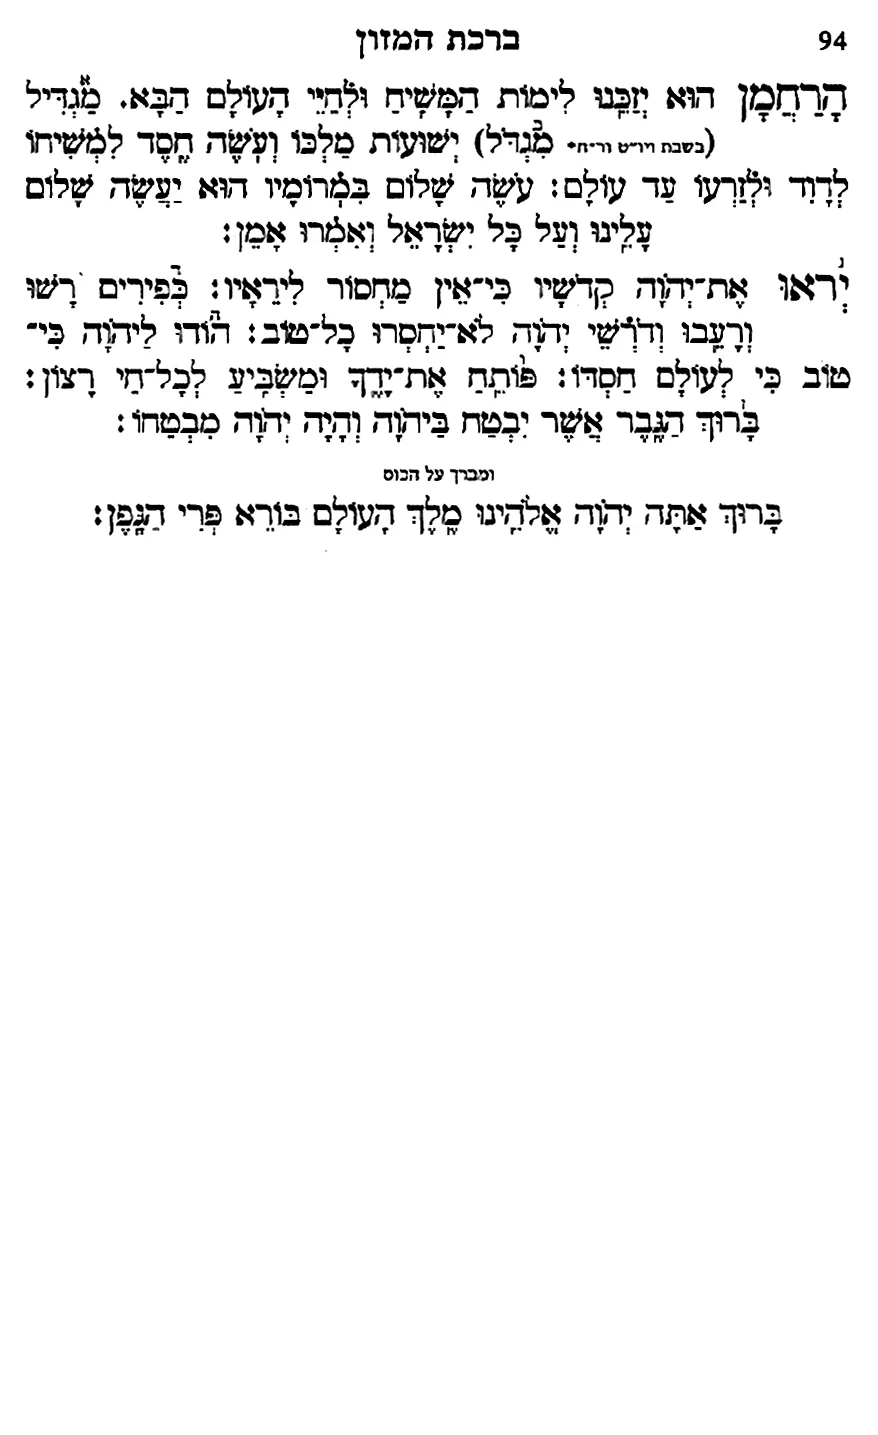 94 ברכת המזון
הָרַחֲמָן הוּא יְזַכֵּנוּ לִימוֹת הַמָּשִׁיחַ וּלְחַיֵּי הָעוֹלָם הַבָּא. מַגְדִּיל
(בשבת ויו״ט ור״ח• מִגְדֹּל) יְשׁוּעוֹת מַלְכּוֹ וְעֹשֶׂה חֶסֶד לִמְשִׁיחוֹ
לְדָוִד וּלְזַרְעוֹ עַד עוֹלָם: עֹשֶׂה שָׁלוֹם בִּמְרוֹמָיו הוּא יַעֲשֶׂה שָׁלוֹם
עָלֵינוּ וְעַל כָּל יִשְׂרָאֵל וְאִמְרוּ אָמֵן:
יְראוּ אֶת־יְהֹוָה קְדשָׁיו כִּי־אֵין מַחְסוֹר לִירֵאָיו: כְּפִירִים רָשׁוּ
וְרָעֵבוּ וְדוֹרְשֵׁי יְהֹוָה לֹא־יַחְסְרוּ כָל־טוֹב: הוֹדוּ לַיהֹוָה כִּי־
טוֹב כִּי לְעוֹלָם חַסְדּוֹ: פּוֹתֵחַ אֶת־יָדֶךָ וּמַשְׂבִּיעַ לְכָל־חַי רָצוֹן:
בָּרוּךְ הַגֶּבֶר אֲשֶׁר יִבְטַח בַּיהֹוָה וְהָיָה יְהֹוָה מִבְטַחוֹ:
ומברך על הכוס
בָּרוּךְ אַתָּה יְהֹוָה אֱלֹהֵינוּ מֶלֶךְ הָעוֹלָם בּוֹרֵא פְּרִי הַגָּפֶן: